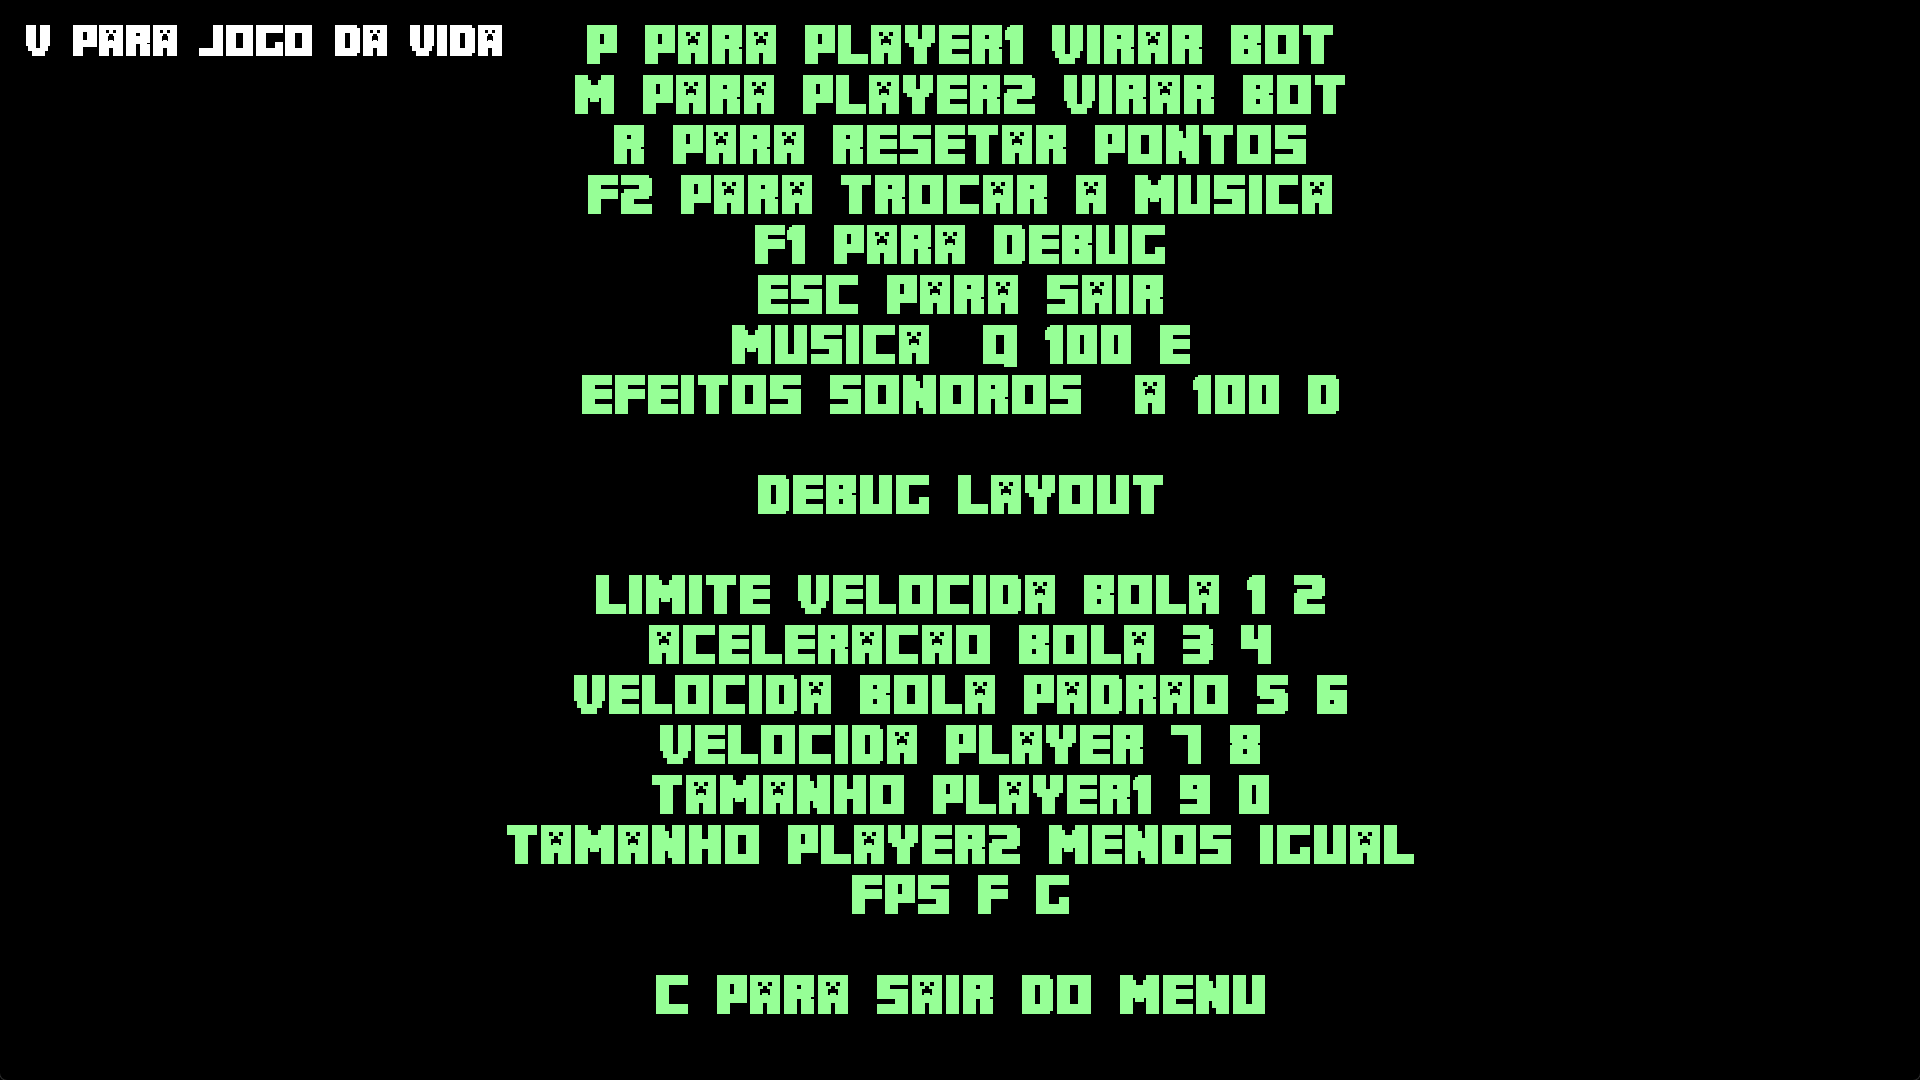 V PARA JOGO DA VIDA
P PARA PLAYER1 VIRAR BOT
M PARA PLAYER2 VIRAR BOT
R PARA RESETAR PONTOS
F2 PARA TROCAR A MUSICA
F1 PARA DEBUG
ESC PARA SAIR
MUSICA Q 100 E
EFEITOS SONOROS A 100 D
DEBUG LAYOUT
LIMITE VELOCIDA BOLA 1 2
ACELERACAO BOLA 3 4
VELOCIDA BOLA PADRAO 5 6
VELOCIDA PLAYER 7 8
TAMANHO PLAYER1 9 0
TAMANHO PLAYER2 MENOS IGUAL
FPS F G
C PARA SAIR DO MENU